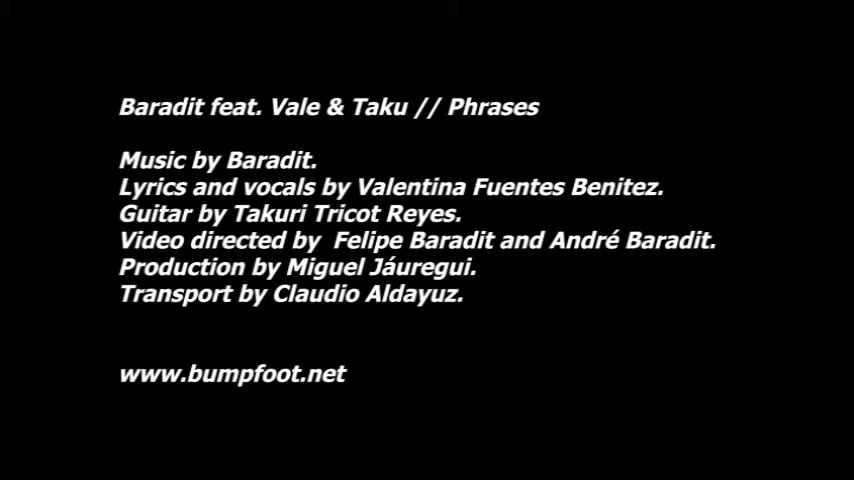 Baradit feat. Vale & Taku // Phrases
Music by Baradit.
Lyrics and vocals by Valentina Fuentes Benitez.
Guitar by Takuri Tricot Reyes.
Video directed by  Felipe Baradit and André Baradit.
Production by Miguel Jáuregui.
Transport by Claudio Aldayuz.
www.bumpfoot.net